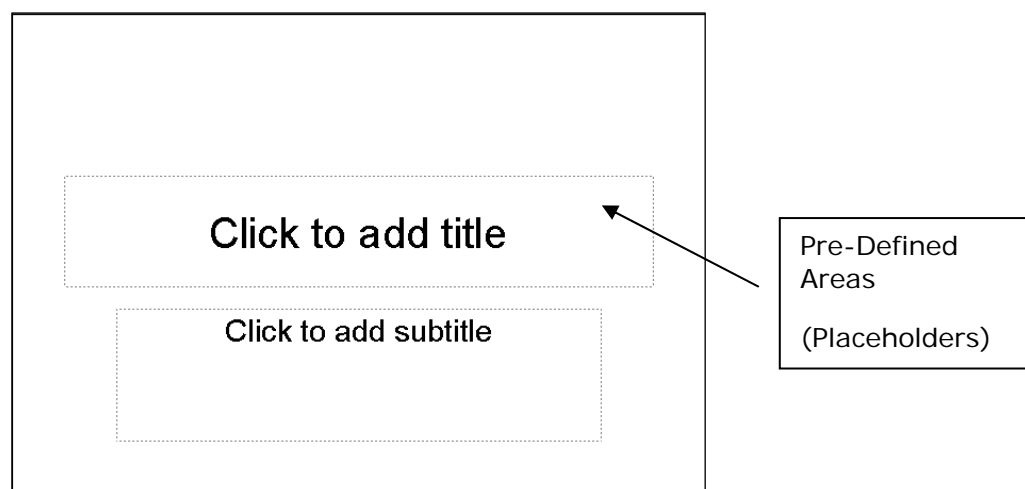 Click to add title
Click to add subtitle
Pre-Defined
Areas
(Placeholders)